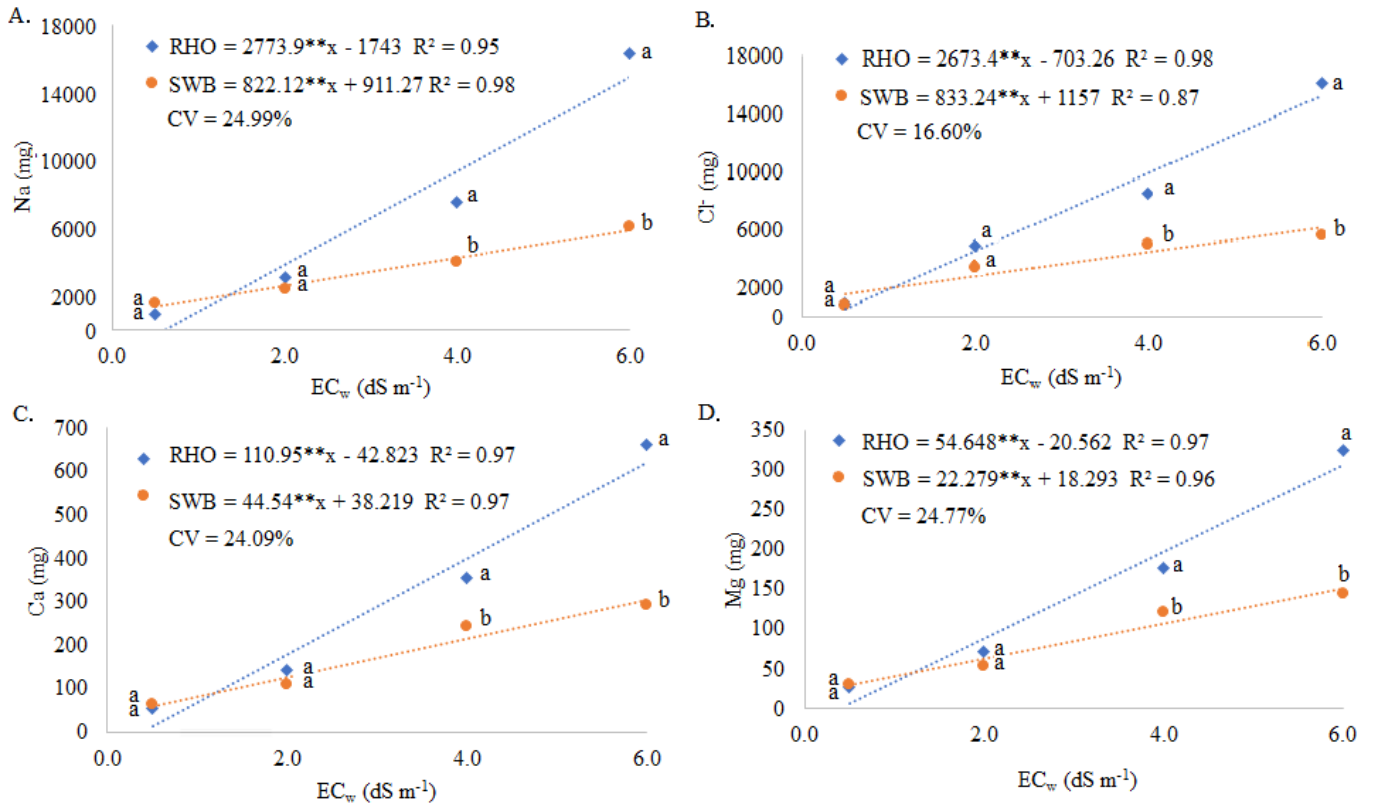 A.
18000
14000
10000
6000
2000
0
Na (mg)
RHO = 2773.9**x - 1743 R² = 0.95
SWB = 822.12**x + 911.27 R² = 0.98
CV = 24.99%
a
a
b
a
a
b
a
a
0.0 2.0 4.0 6.0
ECw (dS m-1)
B.
18000
14000
10000
6000
2000
0
Cl- (mg)
RHO = 2673.4**x - 703.26 R² = 0.98
SWB = 833.24**x + 1157 R² = 0.87
CV = 16.60%
a
a
a
b
b
a
a
a
0.0 2.0 4.0 6.0
ECw (dS m-1)
C.
700
600
500
400
300
200
100
0
Ca (mg)
RHO = 110.95**x - 42.823 R² = 0.97
SWB = 44.54**x + 38.219 R² = 0.97
CV = 24.09%
a
a
b
b
a
a
a
a
0.0 2.0 4.0 6.0
ECw (dS m-1)
D.
350
300
250
200
150
100
50
0
Mg (mg)
RHO = 54.648**x - 20.562 R² = 0.97
SWB = 22.279**x + 18.293 R² = 0.96
CV = 24.77%
a
a
b
b
a
a
a
a
0.0 2.0 4.0 6.0
ECw (dS m-1)